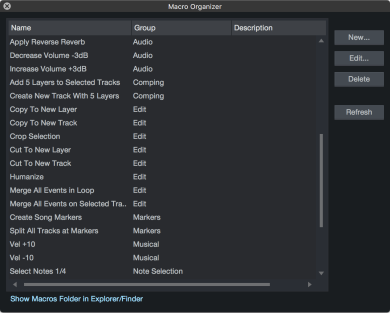 Macro Organizer
Name Group Description
Apply Reverse Reverb Audio
Decrease Volume -3dB Audio
Increase Volume +3dB Audio
Add 5 Layers to Selected Tracks Comping
Create New Track With 5 Layers Comping
Copy To New Layer Edit
Copy To New Track Edit
Crop Selection Edit
Cut To New Layer Edit
Cut To New Track Edit
Humanize Edit
Merge All Events in Loop Edit
Merge All Events on Selected Tra.. Edit
Create Song Markers Markers
Split All Tracks at Markers Markers
Vel +10 Musical
Vel -10 Musical
Select Notes 1/4 Note Selection
New...
Edit...
Delete
Refresh
Show Macros Folder in Explorer/Finder